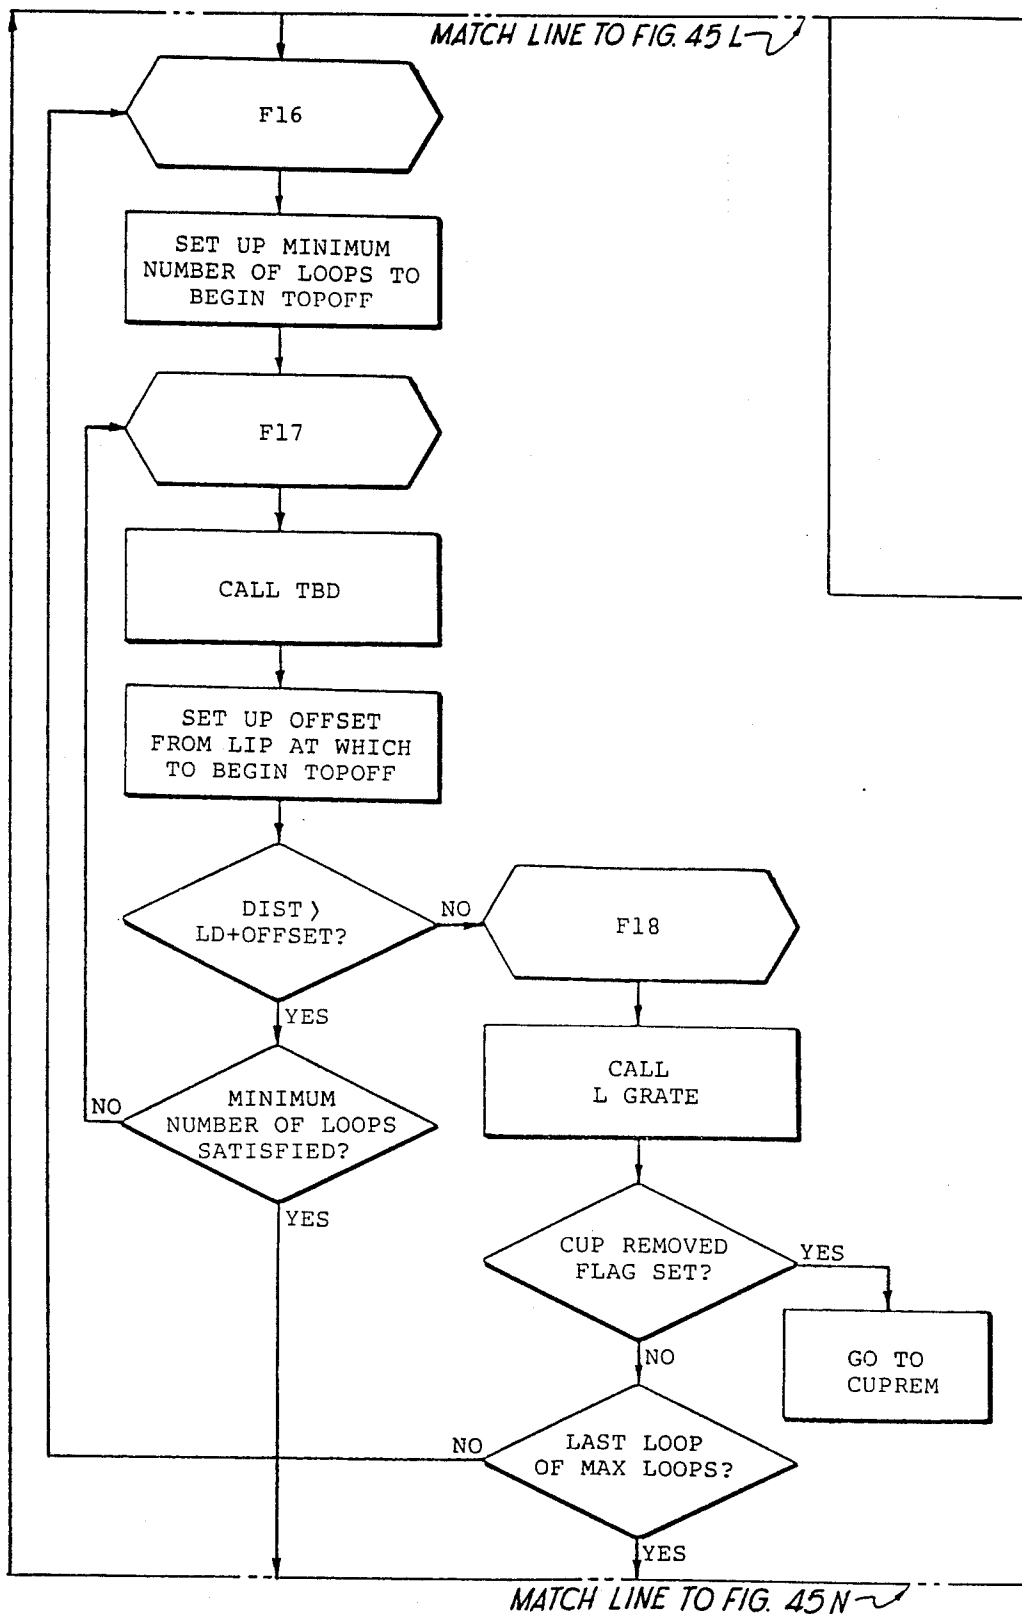 MATCH LINE TO FIG. 45 L
F16
SET UP MINIMUM
NUMBER OF LOOPS TO
BEGIN TOPOFF
F17
CALL TBD
SET UP OFFSET
FROM LIP AT WHICH
TO BEGIN TOPOFF
DIST >
LD+OFFSET?
NO
F18
YES
CALL
L GRATE
MINIMUM
NUMBER OF LOOPS
SATISFIED?
NO
YES
CUP REMOVED
FLAG SET?
YES
GO TO
CUPREM
NO
LAST LOOP
OF MAX LOOPS?
NO
YES
MATCH LINE TO FIG. 45 N